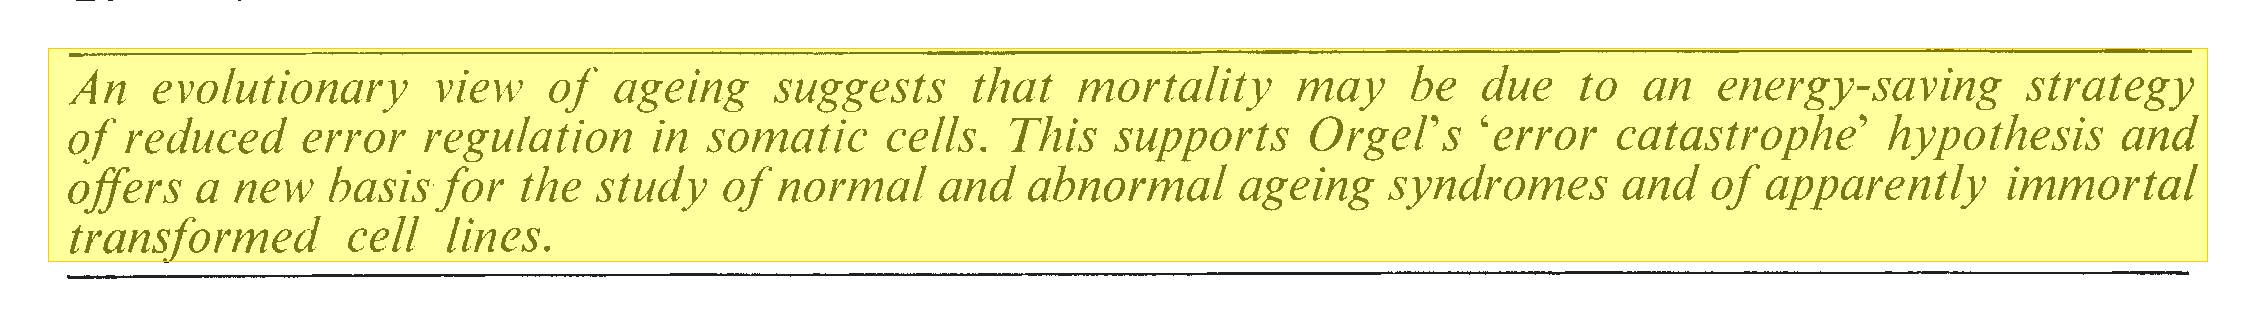 An evolutionary view of ageing suggests that mortality may be due to an energy-saving strategy
of reduced error regulation in somatic cells. This supports Orgel’s ‘error catastrophe’ hypothesis and
offers a new basis for the study of normal and abnormal ageing syndromes and of apparently immortal
transformed cell lines.